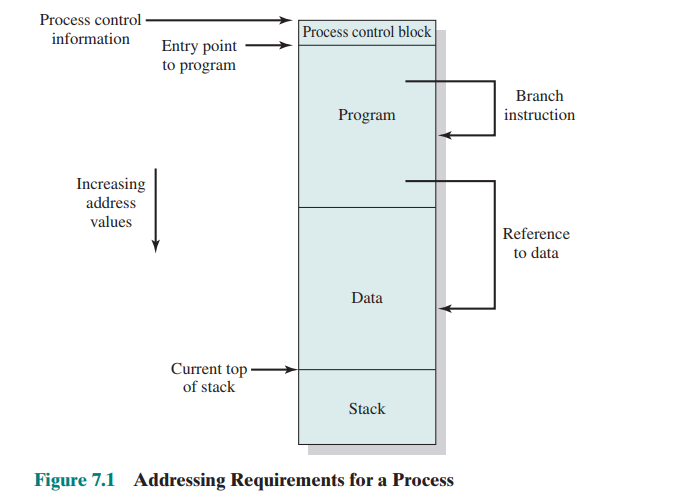 Process control
information
Process control block
Entry point
to program
Program
Branch
instruction
Increasing
address
values
Reference
to data
Data
Current top
of stack
Stack
Figure 7.1 Addressing Requirements for a Process